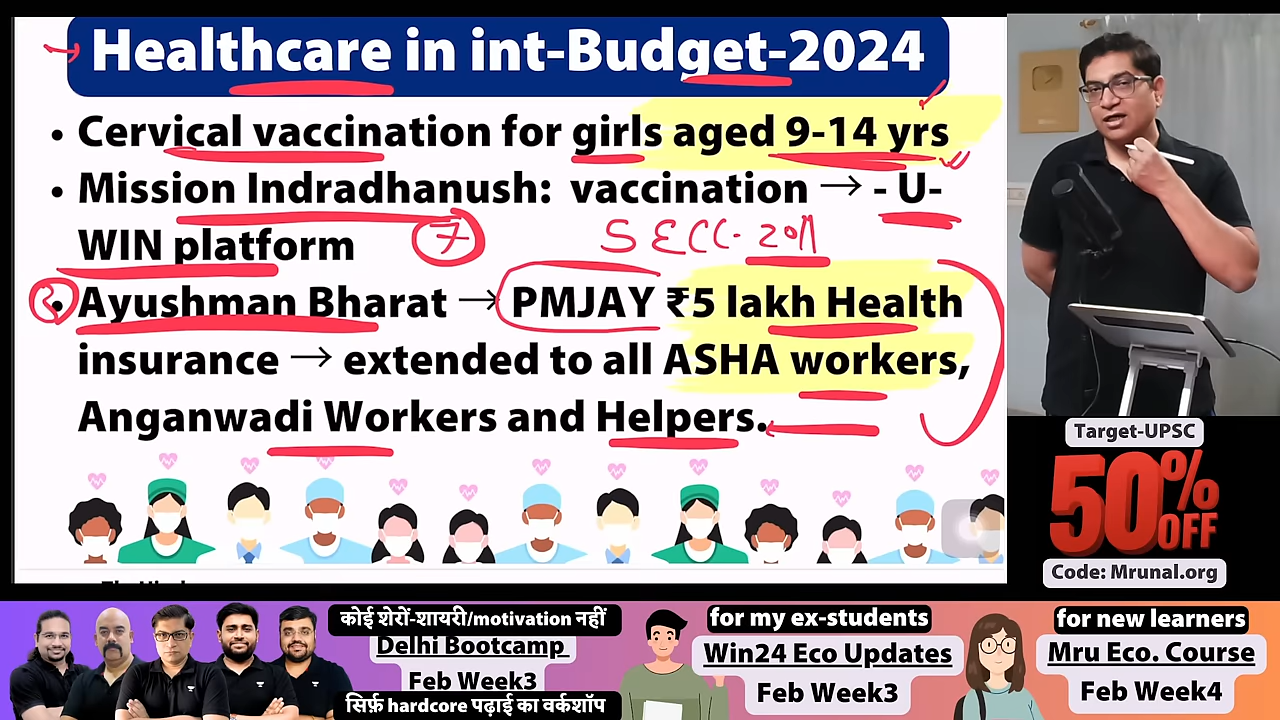 Healthcare in int-Budget-2024
• Cervical vaccination for girls aged 9-14 yrs
• Mission Indradhanush: vaccination → - U-
WIN platform
7
SECC. 2011
• Ayushman Bharat → PMJAY ₹5 lakh Health
insurance → extended to all ASHA workers,
Anganwadi Workers and Helpers.
Target-UPSC
50%
OFF
Code: Mrunal.org
कोई शेरों-शायरी/motivation नहीं
Delhi Bootcamp
Feb Week3
सिर्फ़ hardcore पढ़ाई का वर्कशॉप
for my ex-students
Win24 Eco Updates
Feb Week3
for new learners
Mru Eco. Course
Feb Week4